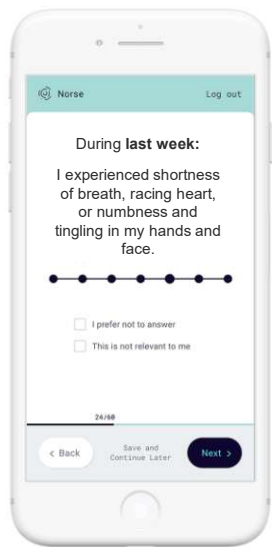 Norse
Log out
During last week:
I experienced shortness
of breath, racing heart,
or numbness and
tingling in my hands and
face.
I prefer not to answer
This is not relevant to me
24/60
< Back
Save and
Continue Later
Next >